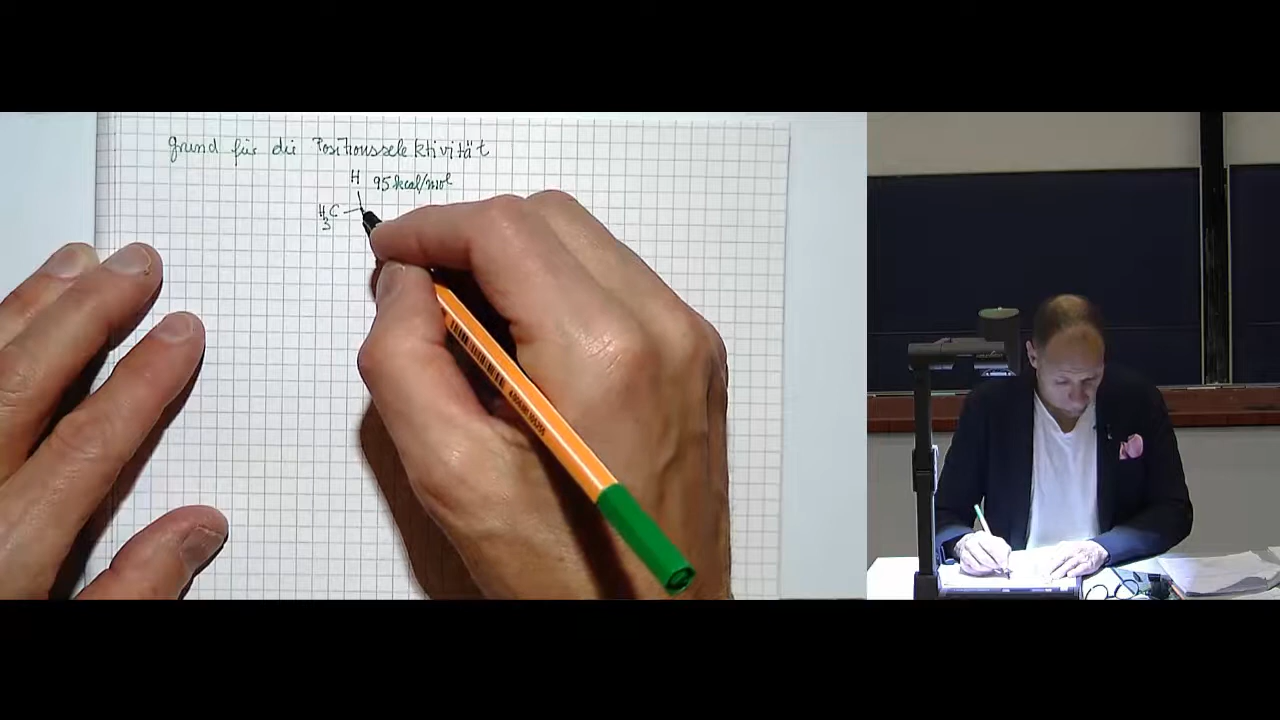 Grund für die Positionsselektivität
H 95 kcal/mol
H3C